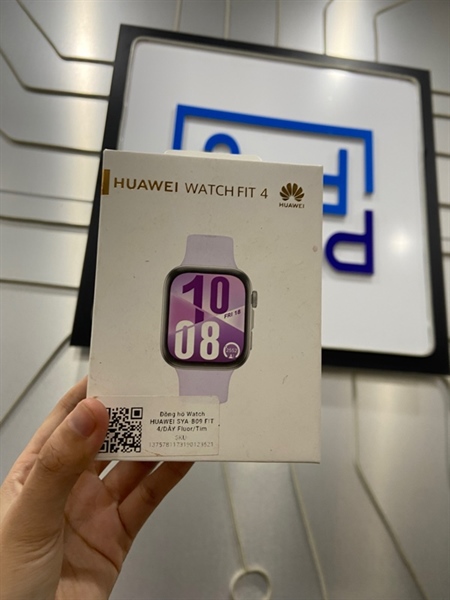 HUAWEI WATCH FIT 4
HUAWEI
10
08
FRI 16
Đồng hồ Watch
HUAWEI SYA-B09 FIT
4/DÂY Floor/Tím